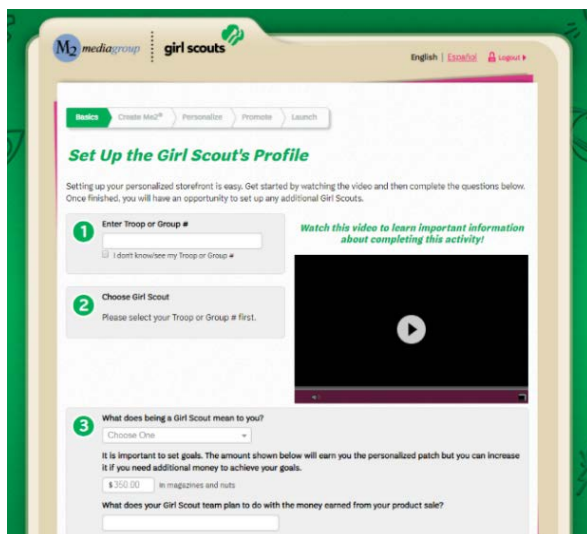 M2 mediagroup
girl scouts
English | Español Logout
Basics Create Me2® Personalize Promote Launch
Set Up the Girl Scout's Profile
Setting up your personalized storefront is easy. Get started by watching the video and then complete the questions below.
Once finished, you will have an opportunity to set up any additional Girl Scouts.
1
Enter Troop or Group #
I don't know/see my Troop or Group #
2
Choose Girl Scout
Please select your Troop or Group # first.
Watch this video to learn important information
about completing this activity!
3
What does being a Girl Scout mean to you?
Choose One
It is important to set goals. The amount shown below will earn you the personalized patch but you can increase
it if you need additional money to achieve your goals.
$350.00 in magazines and nuts
What does your Girl Scout team plan to do with the money earned from your product sale?